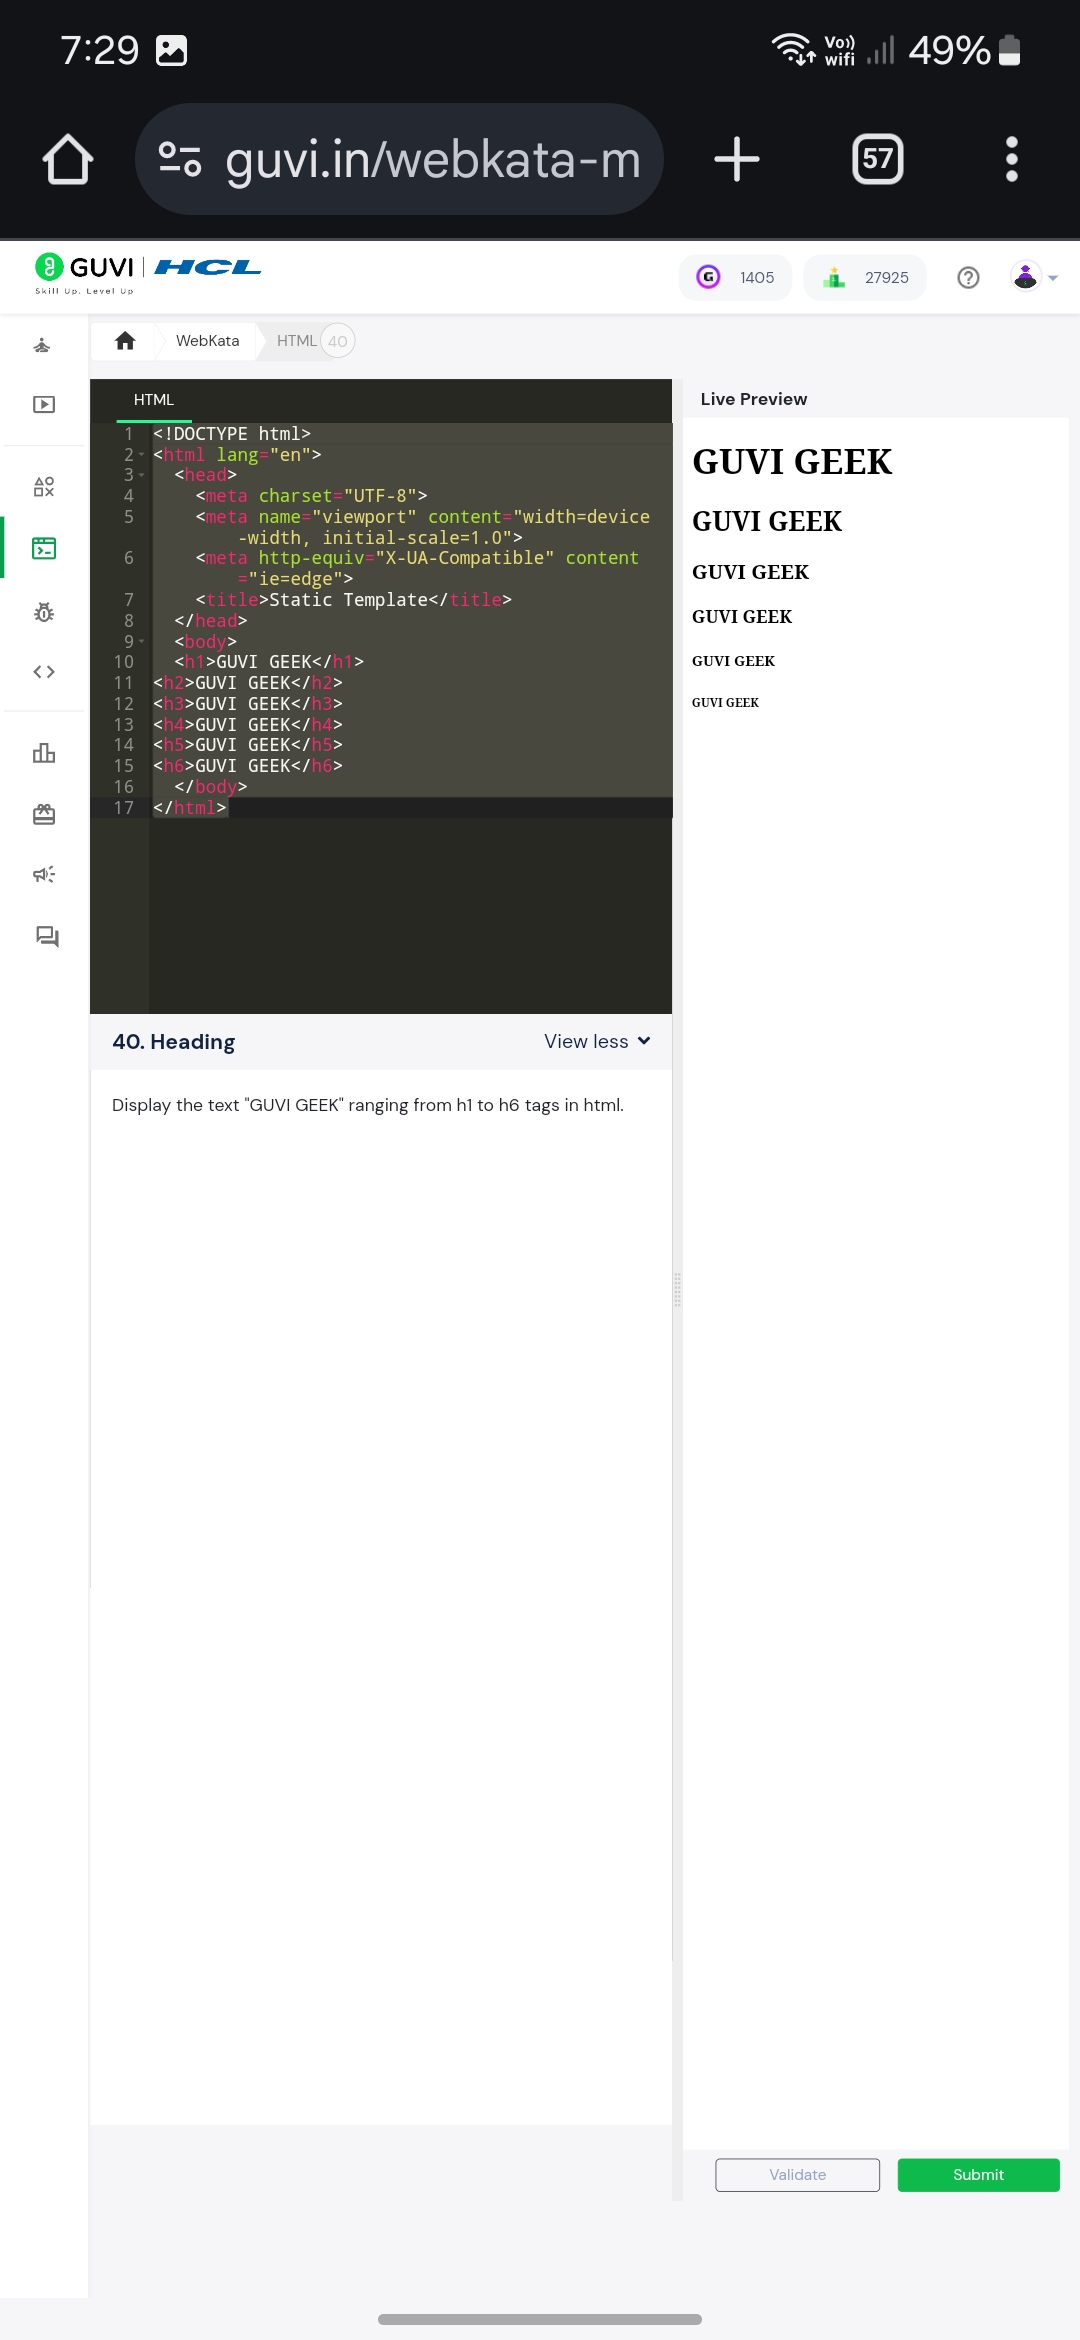 7:29
Vo)) wifi
49%
guvi.in/webkata-m
57
GUVI | HCL
Skill Up. Level Up
1405
27925
WebKata
HTML 40
HTML
1 <!DOCTYPE html>
2 <html lang="en">
3 <head>
4 <meta charset="UTF-8">
5 <meta name="viewport" content="width=device
-width, initial-scale=1.0">
6 <meta http-equiv="X-UA-Compatible" content
="ie=edge">
7 <title>Static Template</title>
8 </head>
9 <body>
10 <h1>GUVI GEEK</h1>
11 <h2>GUVI GEEK</h2>
12 <h3>GUVI GEEK</h3>
13 <h4>GUVI GEEK</h4>
14 <h5>GUVI GEEK</h5>
15 <h6>GUVI GEEK</h6>
16 </body>
17 </html>
40. Heading
View less
Display the text "GUVI GEEK" ranging from h1 to h6 tags in html.
Live Preview
GUVI GEEK
GUVI GEEK
GUVI GEEK
GUVI GEEK
GUVI GEEK
GUVI GEEK
Validate
Submit